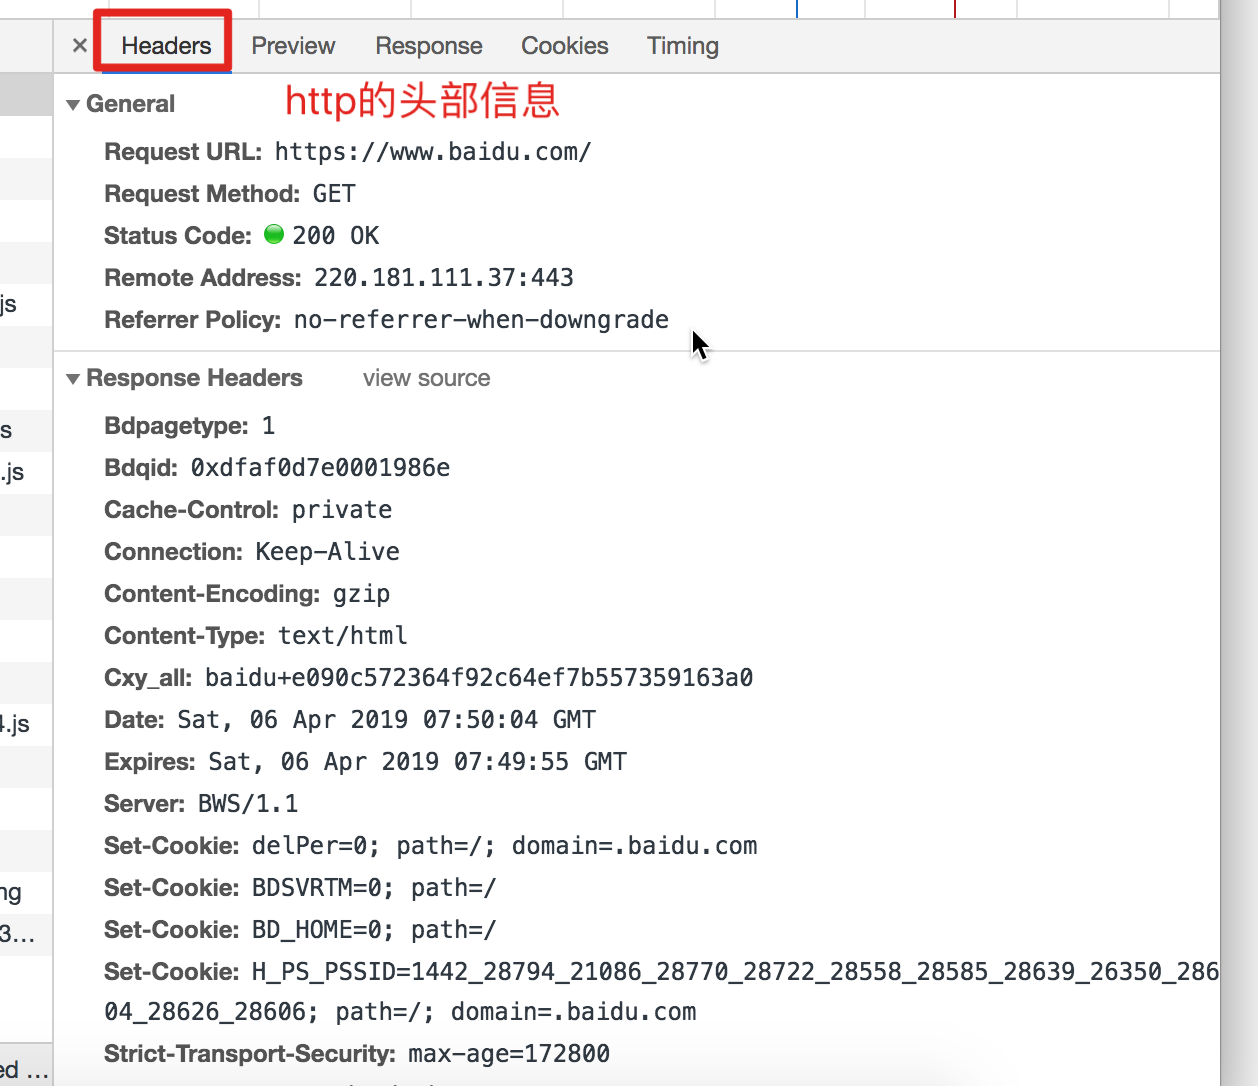 × Headers Preview Response Cookies Timing
▼ General http的头部信息
Request URL: https://www.baidu.com/
Request Method: GET
Status Code: 200 OK
Remote Address: 220.181.111.37:443
js
Referrer Policy: no-referrer-when-downgrade
▼ Response Headers view source
Bdpagetype: 1
s
Bdqid: 0xdfaf0d7e0001986e
.js
Cache-Control: private
Connection: Keep-Alive
Content-Encoding: gzip
Content-Type: text/html
Cxy_all: baidu+e090c572364f92c64ef7b557359163a0
Date: Sat, 06 Apr 2019 07:50:04 GMT
4.js
Expires: Sat, 06 Apr 2019 07:49:55 GMT
Server: BWS/1.1
Set-Cookie: delPer=0; path=/; domain=.baidu.com
Set-Cookie: BDSVRTM=0; path=/
ng
Set-Cookie: BD_HOME=0; path=/
3...
Set-Cookie: H_PS_PSSID=1442_28794_21086_28770_28722_28558_28585_28639_26350_286
04_28626_28606; path=/; domain=.baidu.com
Strict-Transport-Security: max-age=172800
ed ...